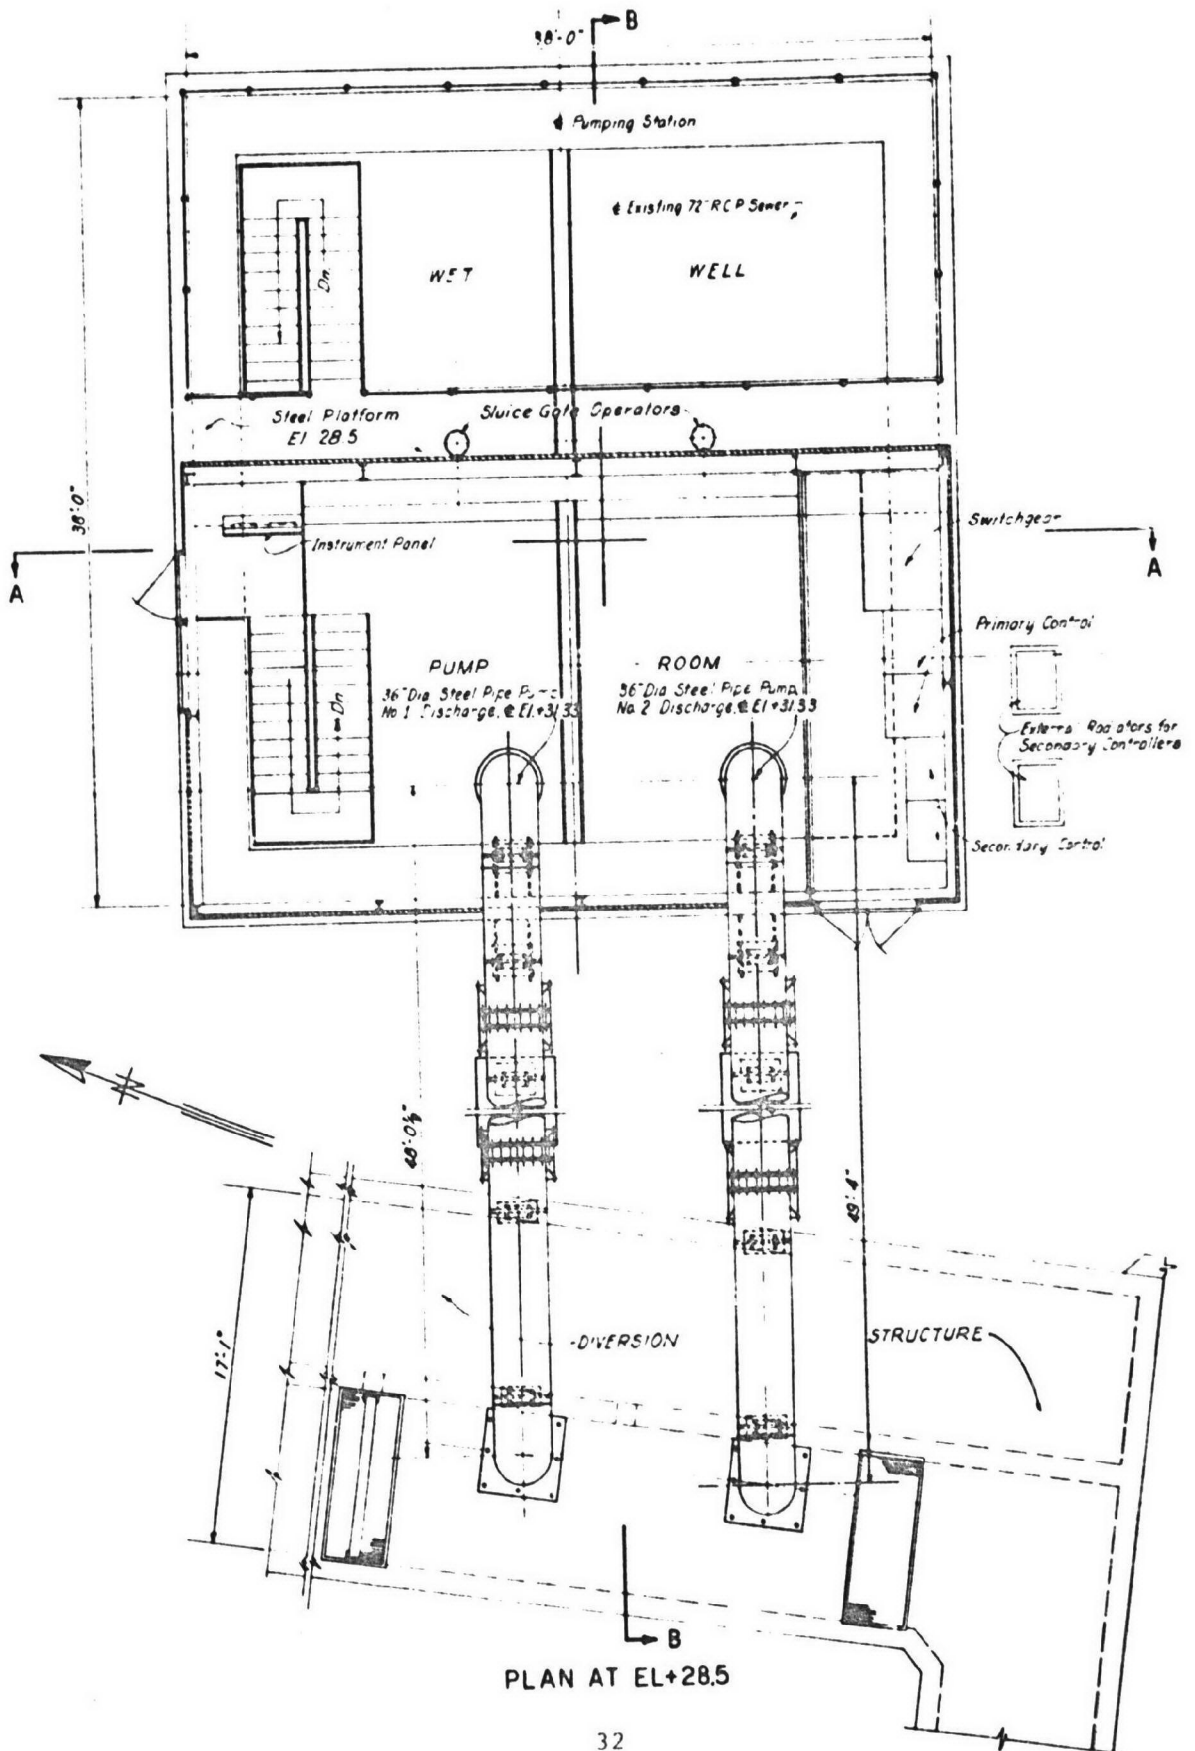 B
38'-0"
Pumping Station
℄ Existing 72" RCP Sewer
WET
WELL
Dn.
Steel Platform
El 28.5
Sluice Gate Operators
38'-0"
Switchgear
Instrument Panel
A
A
Primary Control
PUMP
ROOM
36" Dia Steel Pipe Pump
No 1 Discharge, ℄ El.+31.33
36" Dia Steel Pipe Pump
No. 2 Discharge, ℄ El.+31.33
Dn
External Radiators for
Secondary Controllers
Secondary Control
N
48'-0½"
49'-4"
17'-1"
DIVERSION
STRUCTURE
B
PLAN AT EL+28.5
32